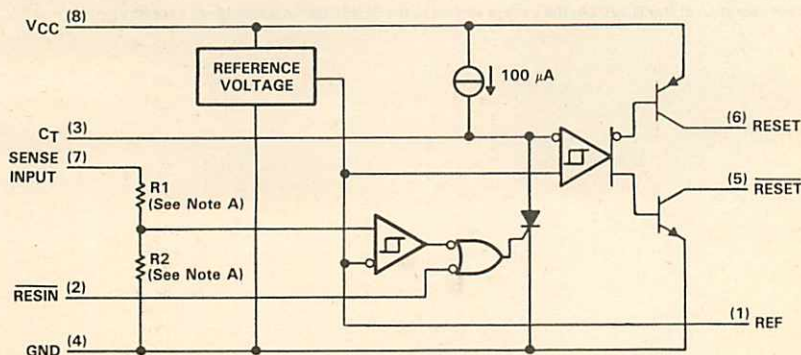 VCC (8)
REFERENCE
VOLTAGE
100 μA
(6) RESET
CT (3)
SENSE (7)
INPUT
(5) RESET
R1
(See Note A)
R2
(See Note A)
RESIN (2)
(1) REF
GND (4)